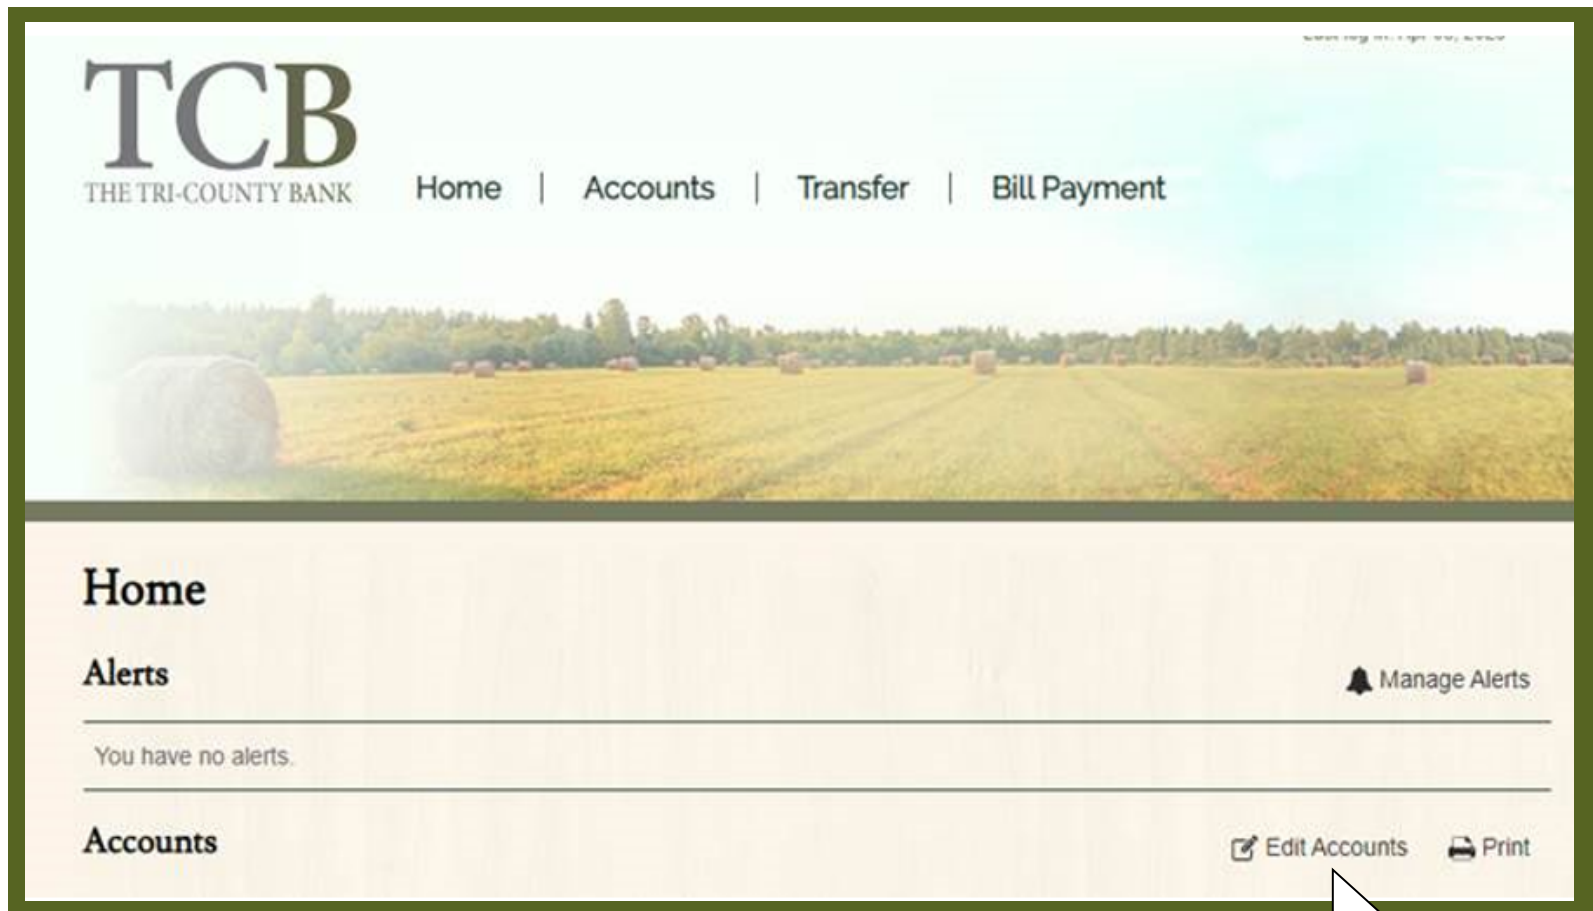 TCB
THE TRI-COUNTY BANK
Home | Accounts | Transfer | Bill Payment
Home
Alerts
Manage Alerts
You have no alerts.
Accounts
Edit Accounts
Print